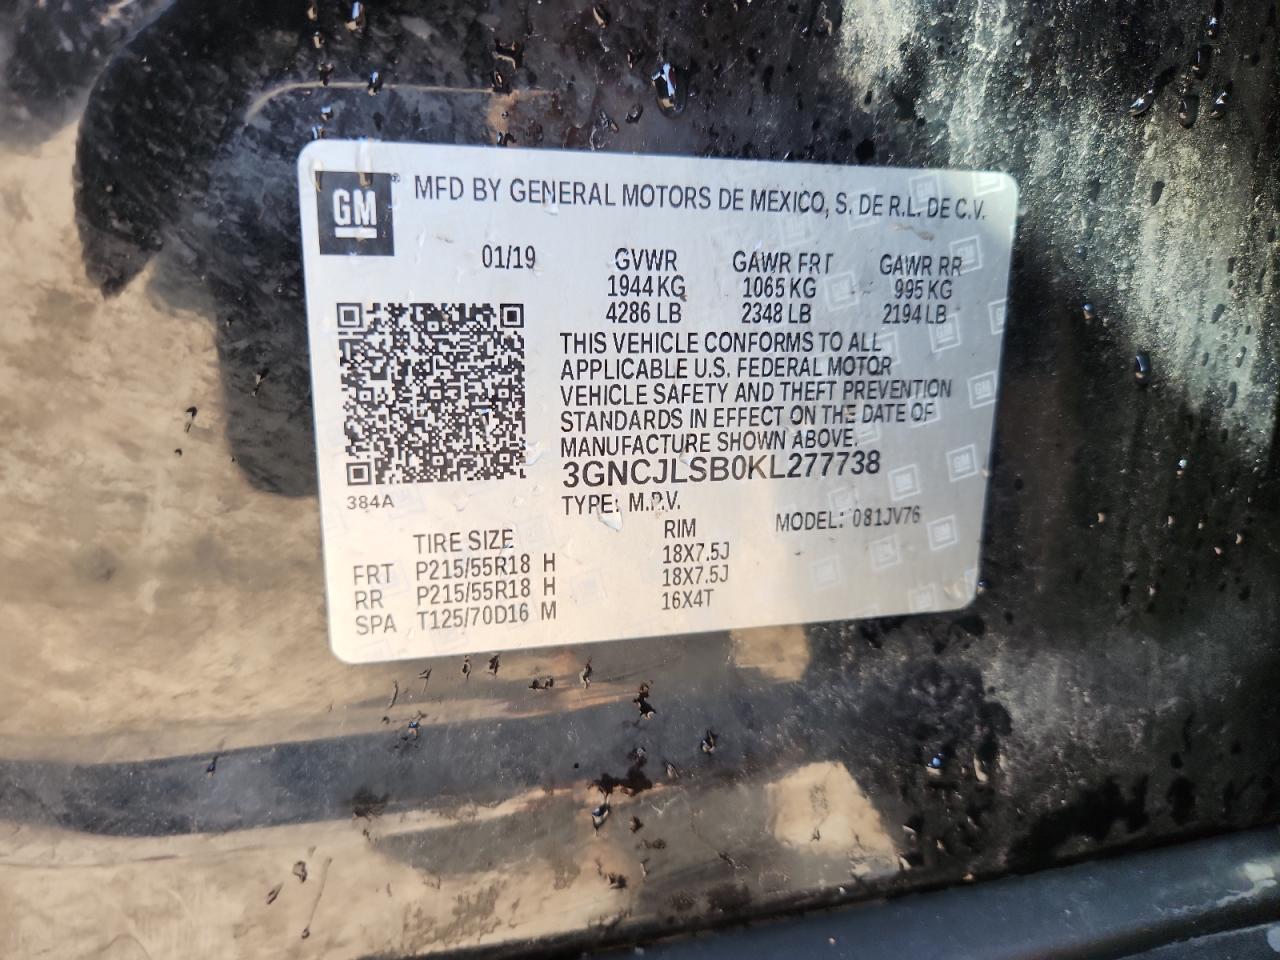 GM
MFD BY GENERAL MOTORS DE MEXICO, S. DE R.L. DE C.V.
01/19 GVWR GAWR FRT GAWR RR
1944 KG 1065 KG 995 KG
4286 LB 2348 LB 2194 LB
THIS VEHICLE CONFORMS TO ALL
APPLICABLE U.S. FEDERAL MOTOR
VEHICLE SAFETY AND THEFT PREVENTION
STANDARDS IN EFFECT ON THE DATE OF
MANUFACTURE SHOWN ABOVE.
3GNCJLSB0KL277738
384A
TYPE: M.P.V. MODEL: 081JV76
TIRE SIZE RIM
FRT P215/55R18 H 18X7.5J
RR P215/55R18 H 18X7.5J
SPA T125/70D16 M 16X4T